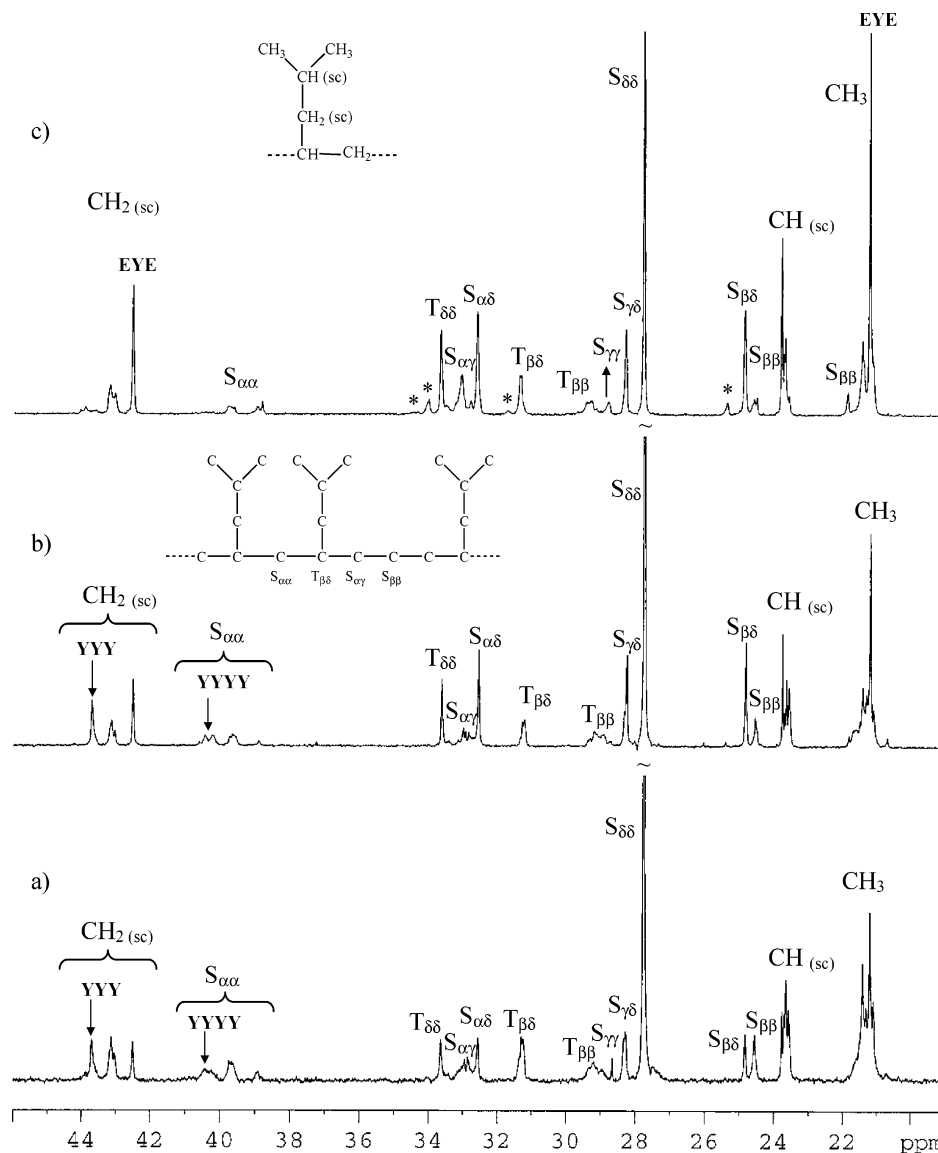 EYE
CH₃ CH₃
CH (sc)
CH₂ (sc)
CH CH₂
c)
CH₂ (sc)
EYE
Sαα
*
*
Tδδ
Sαγ
Sαδ
*
Tβδ
Tββ
Sγγ
Sγδ
Sδδ
*
Sβδ
Sββ
CH (sc)
Sββ
CH₃
~
C C C C C C
C C C
C C C
C C C C C C C C
Sαα Tβδ Sαγ Sββ
b)
CH₂ (sc)
YYY
Sαα
YYYY
Tδδ
Sαγ
Sαδ
Tβδ
Tββ
Sγδ
Sδδ
Sβδ
Sββ
CH (sc)
CH₃
~
a)
CH₂ (sc)
YYY
Sαα
YYYY
Tδδ
Sαγ
Sαδ
Tβδ
Tββ
Sγγ
Sγδ
Sδδ
Sβδ
Sββ
CH (sc)
CH₃
44 42 40 38 36 34 32 30 28 26 24 22 ppm